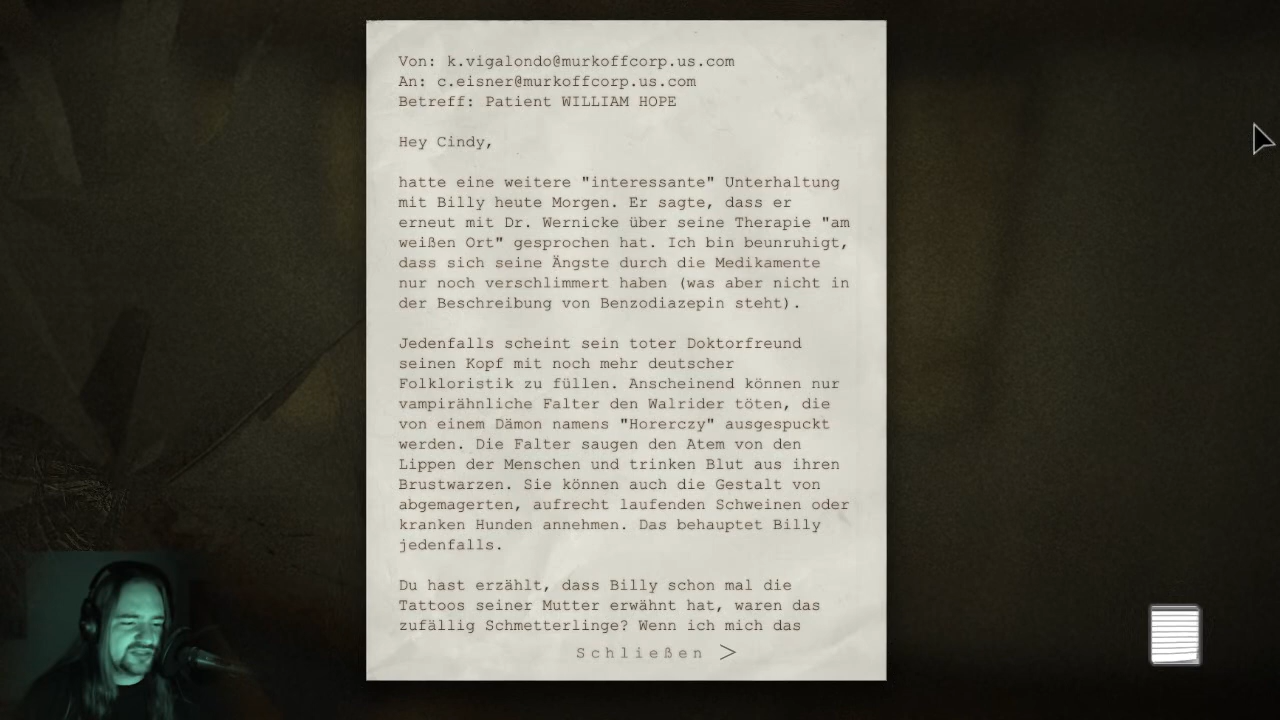 Von: k.vigalondo@murkoffcorp.us.com
An: c.eisner@murkoffcorp.us.com
Betreff: Patient WILLIAM HOPE
Hey Cindy,
hatte eine weitere "interessante" Unterhaltung
mit Billy heute Morgen. Er sagte, dass er
erneut mit Dr. Wernicke über seine Therapie "am
weißen Ort" gesprochen hat. Ich bin beunruhigt,
dass sich seine Ängste durch die Medikamente
nur noch verschlimmert haben (was aber nicht in
der Beschreibung von Benzodiazepin steht).
Jedenfalls scheint sein toter Doktorfreund
seinen Kopf mit noch mehr deutscher
Folkloristik zu füllen. Anscheinend können nur
vampirähnliche Falter den Walrider töten, die
von einem Dämon namens "Horerczy" ausgespuckt
werden. Die Falter saugen den Atem von den
Lippen der Menschen und trinken Blut aus ihren
Brustwarzen. Sie können auch die Gestalt von
abgemagerten, aufrecht laufenden Schweinen oder
kranken Hunden annehmen. Das behauptet Billy
jedenfalls.
Du hast erzählt, dass Billy schon mal die
Tattoos seiner Mutter erwähnt hat, waren das
zufällig Schmetterlinge? Wenn ich mich das
Schließen >